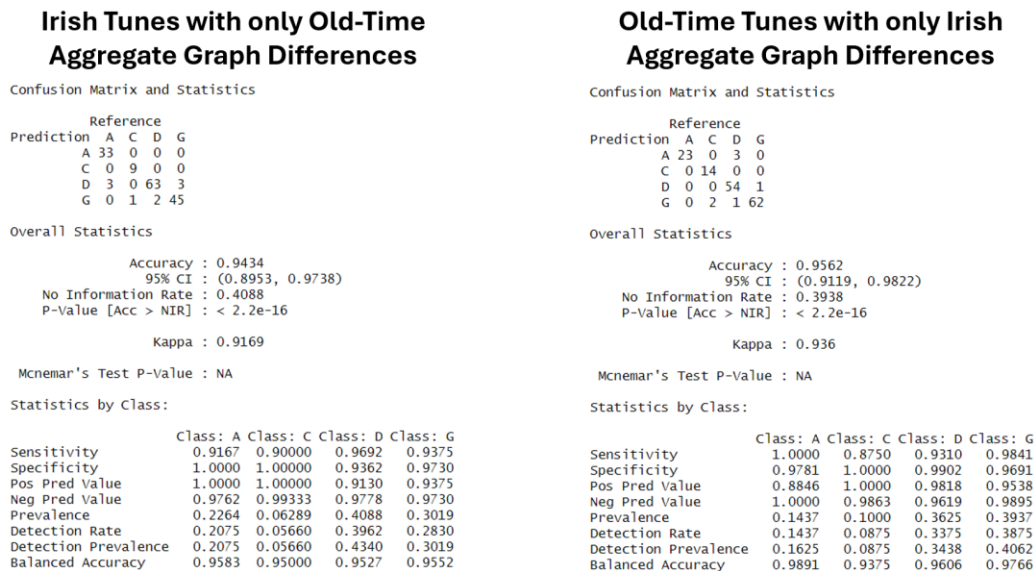 Irish Tunes with only Old-Time
Aggregate Graph Differences
Confusion Matrix and Statistics
Reference
Prediction A C D G
A 33 0 0 0
C 0 9 0 0
D 3 0 63 3
G 0 1 2 45
Overall Statistics
Accuracy : 0.9434
95% CI : (0.8953, 0.9738)
No Information Rate : 0.4088
P-Value [Acc > NIR] : < 2.2e-16
Kappa : 0.9169
Mcnemar's Test P-Value : NA
Statistics by Class:
Class: A Class: C Class: D Class: G
Sensitivity 0.9167 0.90000 0.9692 0.9375
Specificity 1.0000 1.00000 0.9362 0.9730
Pos Pred Value 1.0000 1.00000 0.9130 0.9375
Neg Pred Value 0.9762 0.99333 0.9778 0.9730
Prevalence 0.2264 0.06289 0.4088 0.3019
Detection Rate 0.2075 0.05660 0.3962 0.2830
Detection Prevalence 0.2075 0.05660 0.4340 0.3019
Balanced Accuracy 0.9583 0.95000 0.9527 0.9552
Old-Time Tunes with only Irish
Aggregate Graph Differences
Confusion Matrix and Statistics
Reference
Prediction A C D G
A 23 0 3 0
C 0 14 0 0
D 0 0 54 1
G 0 2 1 62
Overall Statistics
Accuracy : 0.9562
95% CI : (0.9119, 0.9822)
No Information Rate : 0.3938
P-Value [Acc > NIR] : < 2.2e-16
Kappa : 0.936
Mcnemar's Test P-Value : NA
Statistics by Class:
Class: A Class: C Class: D Class: G
Sensitivity 1.0000 0.8750 0.9310 0.9841
Specificity 0.9781 1.0000 0.9902 0.9691
Pos Pred Value 0.8846 1.0000 0.9818 0.9538
Neg Pred Value 1.0000 0.9863 0.9619 0.9895
Prevalence 0.1437 0.1000 0.3625 0.3937
Detection Rate 0.1437 0.0875 0.3375 0.3875
Detection Prevalence 0.1625 0.0875 0.3438 0.4062
Balanced Accuracy 0.9891 0.9375 0.9606 0.9766